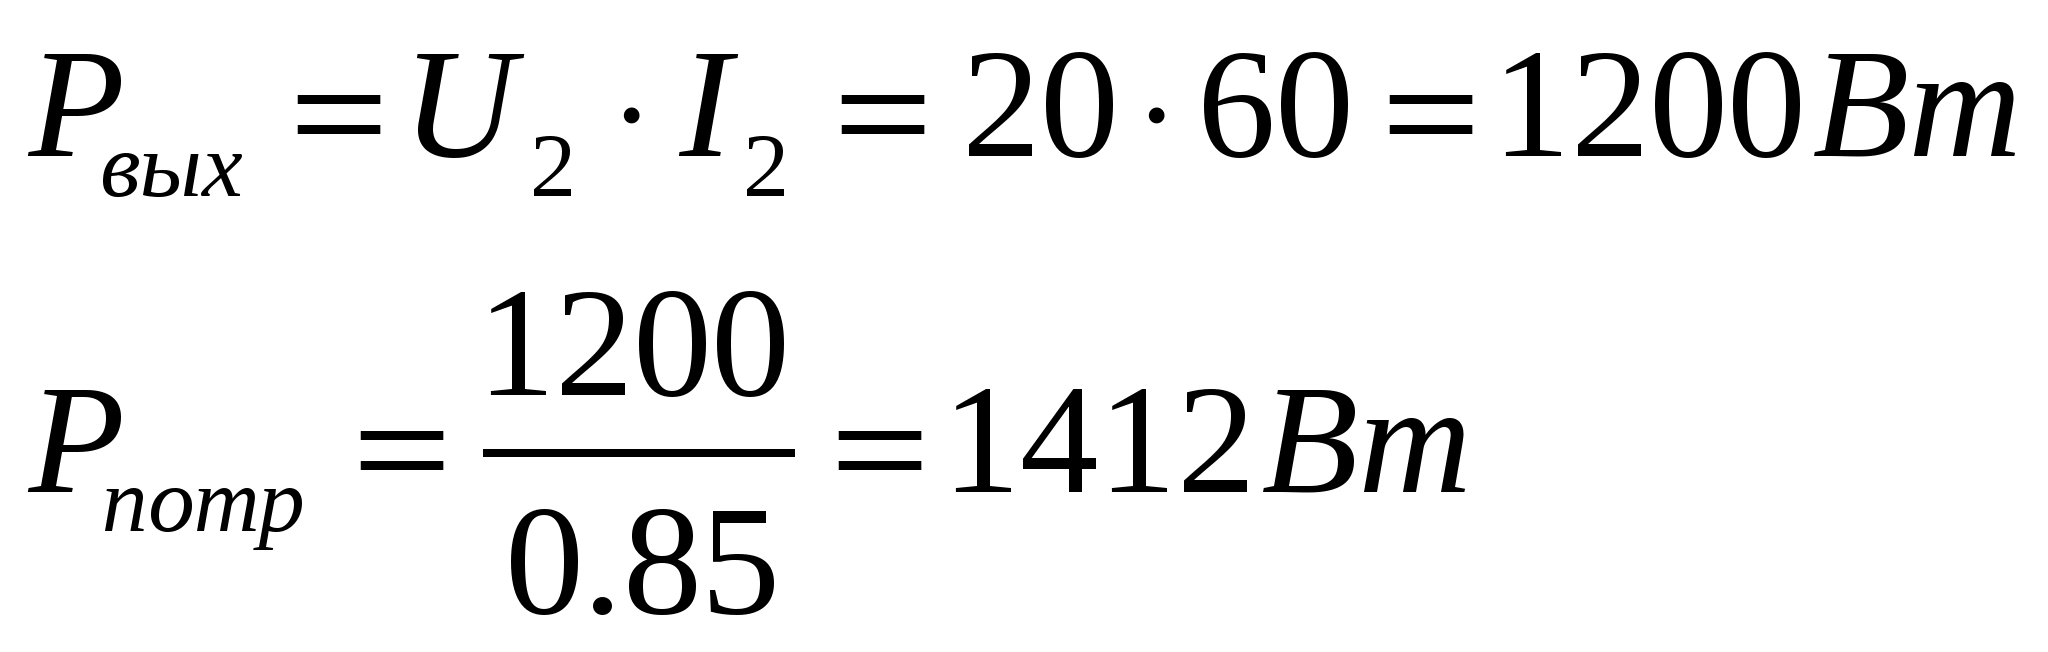 Pвых = U2 · I2 = 20 · 60 = 1200Вт
Pпотр = 1200/0.85 = 1412Вт